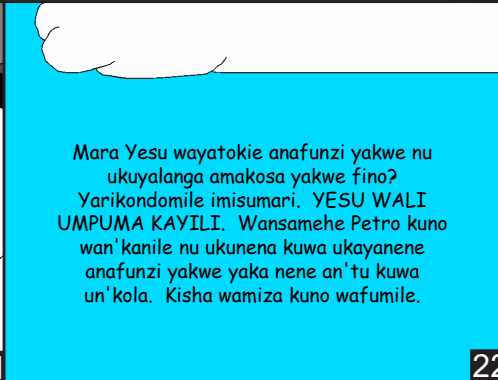 Mara Yesu wayatokie anafunzi yakwe nu
ukuyalanga amakosa yakwe fino?
Yarikondomile imisumari. YESU WALI
UMPUMA KAYILI. Wansamehe Petro kuno
wan'kanile nu ukunena kuwa ukayanene
anafunzi yakwe yaka nene an'tu kuwa
un'kola. Kisha wamiza kuno wafumile.
22